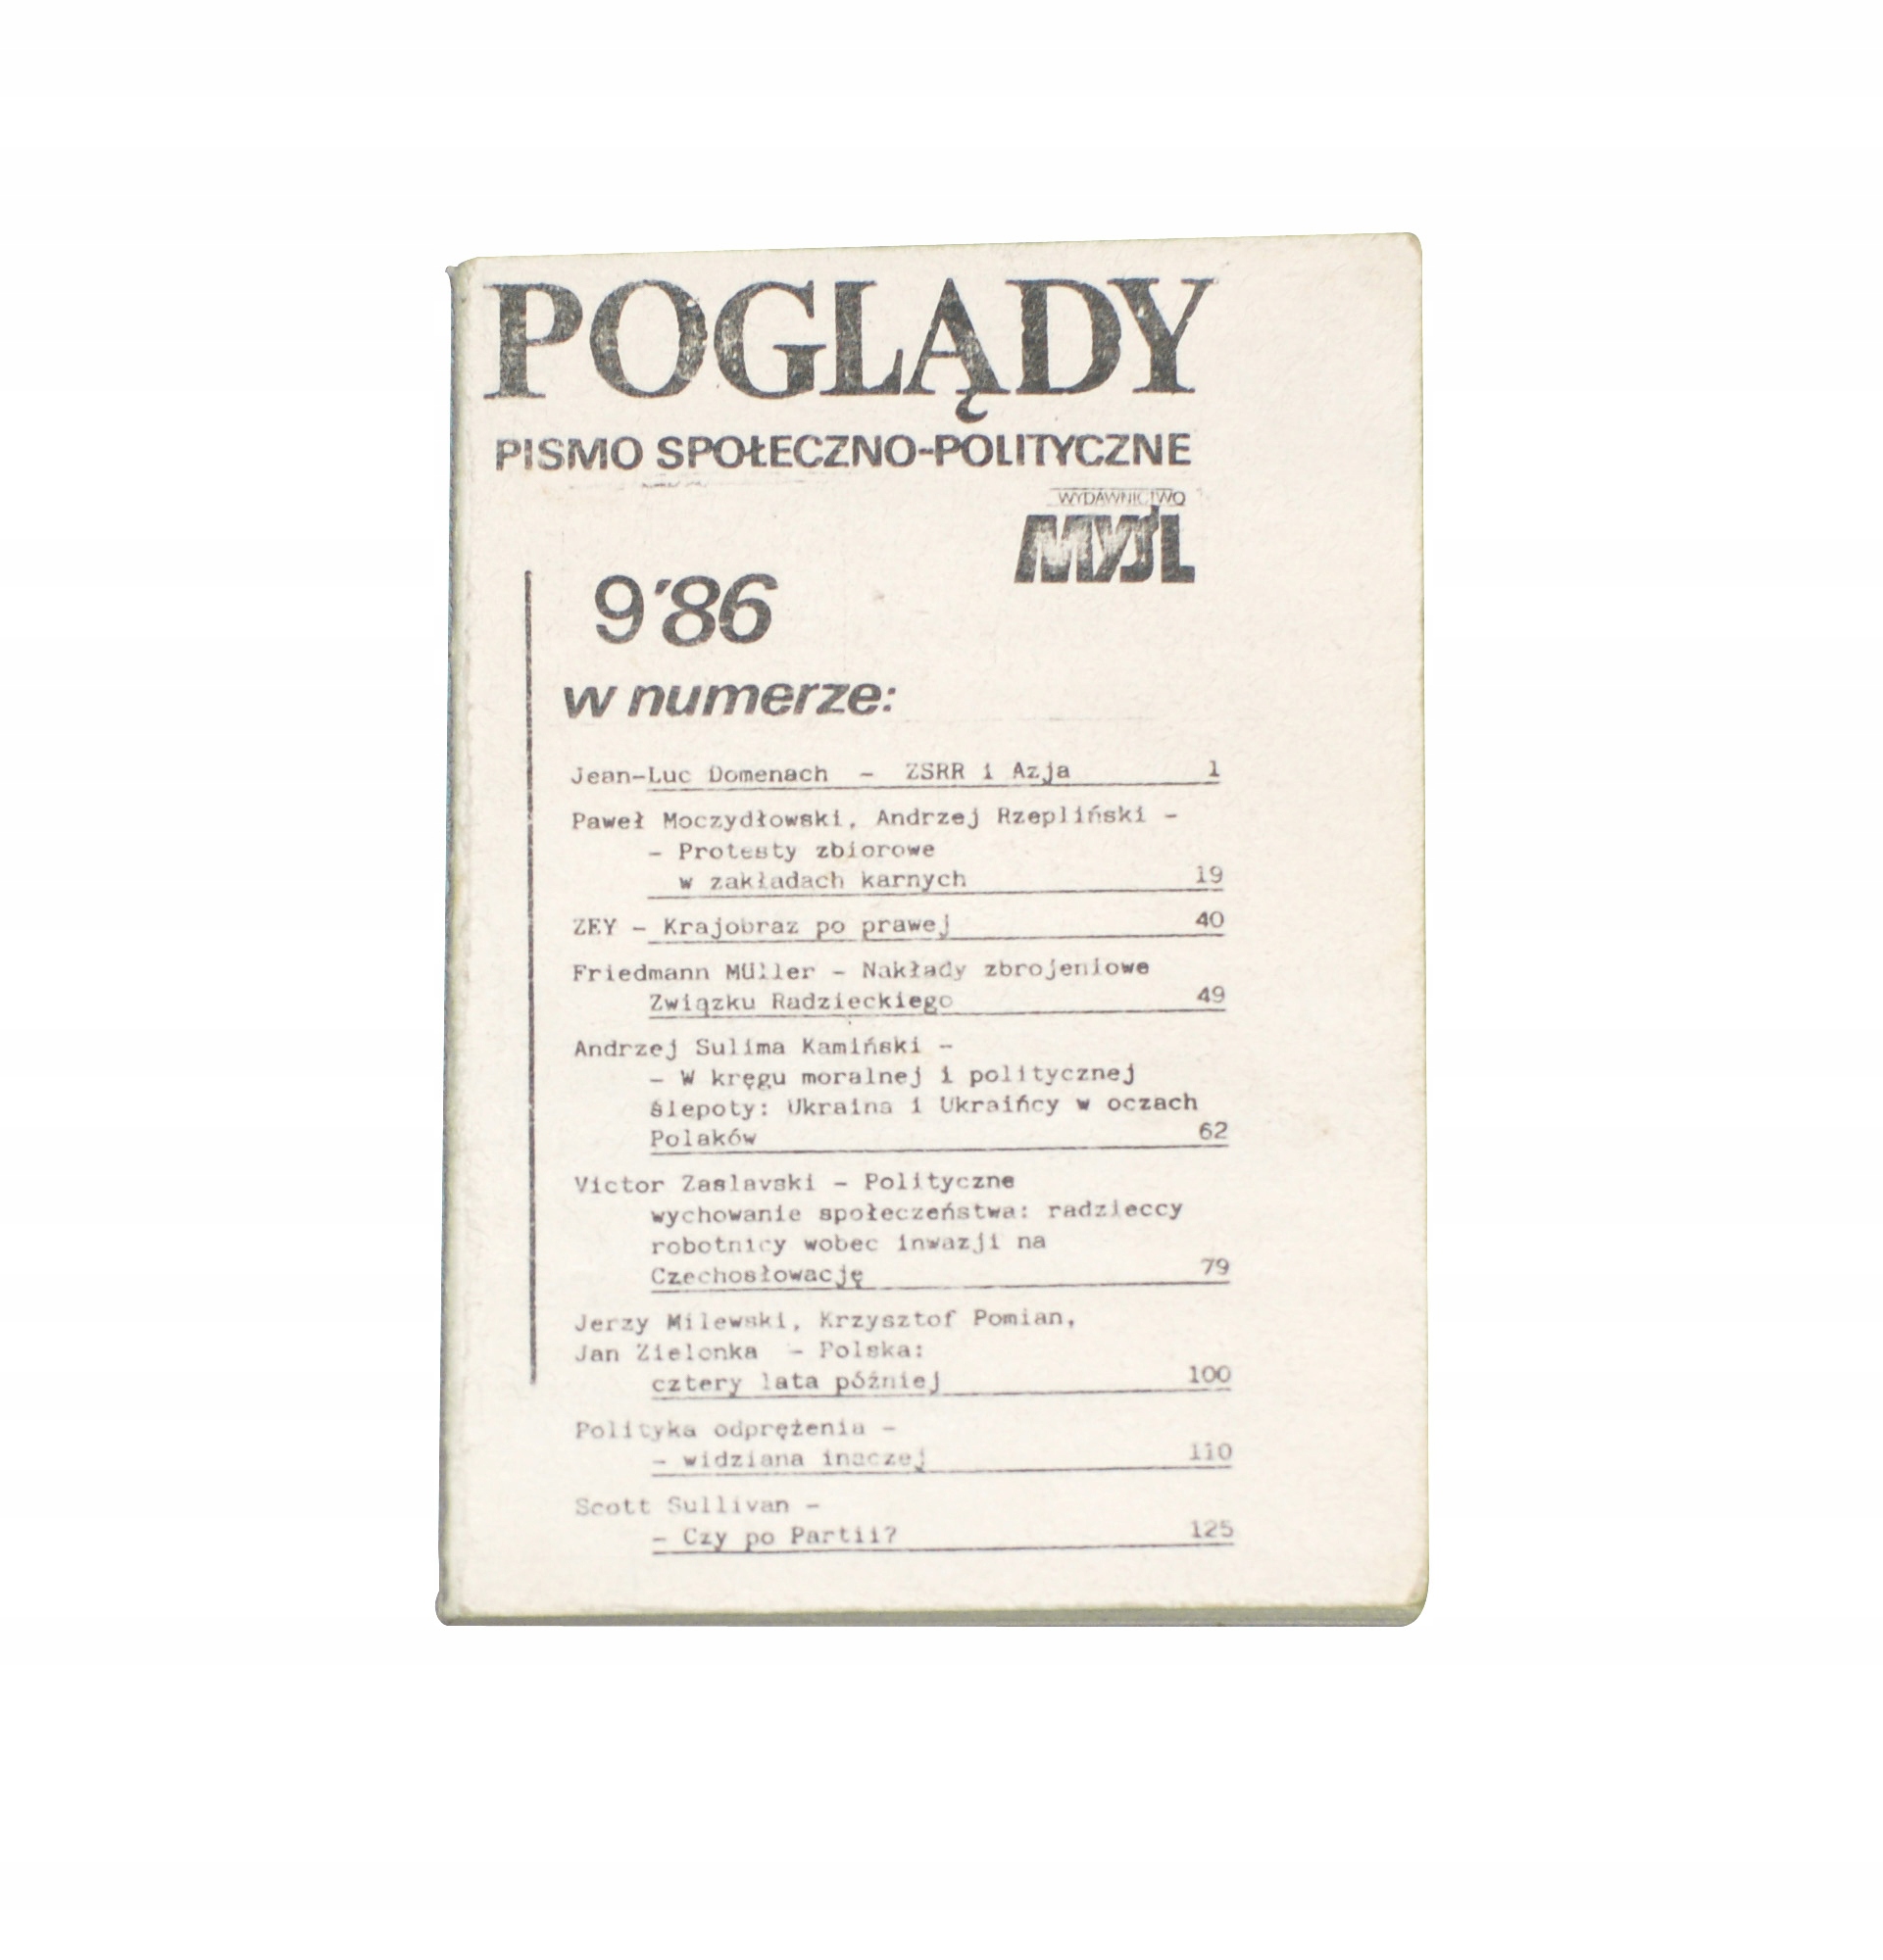 POGLĄDY
PISMO SPOŁECZNO-POLITYCZNE
WYDAWNICTWO
MYŚL
9'86
w numerze:
Jean-Luc Domenach - ZSRR i Azja 1
Paweł Moczydłowski, Andrzej Rzepliński -
- Protesty zbiorowe
w zakładach karnych 19
ZEY - Krajobraz po prawej 40
Friedmann Müller - Nakłady zbrojeniowe
Związku Radzieckiego 49
Andrzej Sulima Kamiński -
- W kręgu moralnej i politycznej
ślepoty: Ukraina i Ukraińcy w oczach
Polaków 62
Victor Zaslavski - Polityczne
wychowanie społeczeństwa: radzieccy
robotnicy wobec inwazji na
Czechosłowację 79
Jerzy Milewski, Krzysztof Pomian,
Jan Zielonka - Polska:
cztery lata później 100
Polityka odprężenia -
- widziana inaczej 110
Scott Sullivan -
- Czy po Partii? 125